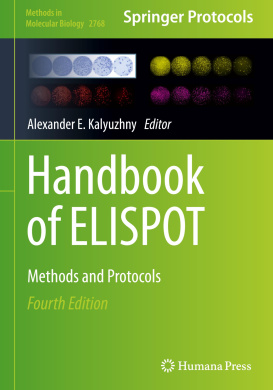 Methods in
Molecular Biology 2768
Springer Protocols
Alexander E. Kalyuzhny Editor
Handbook
of ELISPOT
Methods and Protocols
Fourth Edition
Humana Press